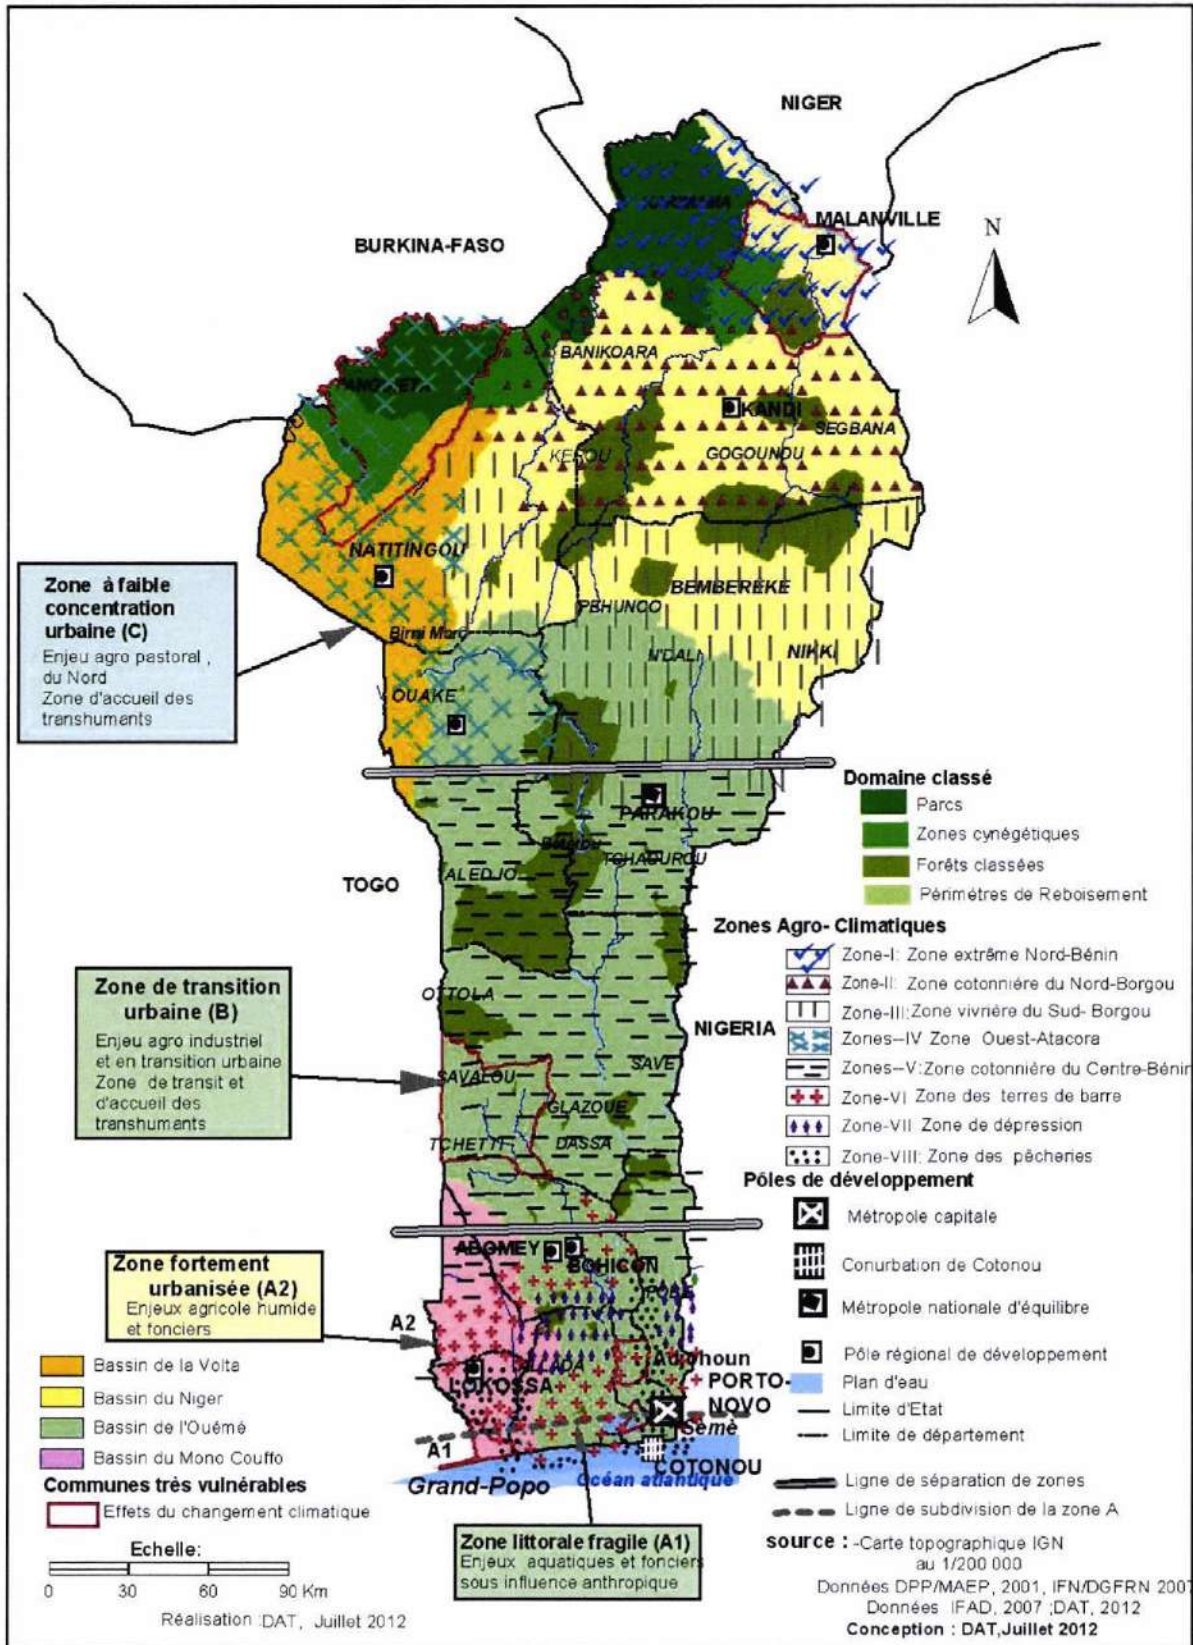 NIGER
MALANVILLE
N
BURKINA-FASO
BANIKOARA
KANDI
SEGBANA
KEROU
GOGOUNOU
NATITINGOU
BEMBEREKE
PEHUNCO
N'DALI
NIKKI
OUAKE
Zone à faible
concentration
urbaine (C)
Enjeu agro pastoral ,
du Nord
Zone d'accueil des
transhumants
PARAKOU
TCHAOUROU
ALEDJO
TOGO
Domaine classé
Parcs
Zones cynégétiques
Forêts classées
Périmètres de Reboisement
Zones Agro- Climatiques
Zone-I: Zone extrême Nord-Bénin
Zone-II: Zone cotonnière du Nord-Borgou
Zone-III:Zone vivrière du Sud- Borgou
Zones--IV Zone Ouest-Atacora
Zones--V:Zone cotonnière du Centre-Bénin
Zone-VI Zone des terres de barre
Zone-VII Zone de dépression
Zone-VIII: Zone des pêcheries
Zone de transition
urbaine (B)
Enjeu agro industriel
et en transition urbaine
Zone de transit et
d'accueil des
transhumants
OTTOLA
NIGERIA
SAVALOU
SAVE
GLAZOUE
TCHETTI
DASSA
Pôles de développement
Métropole capitale
Conurbation de Cotonou
Métropole nationale d'équilibre
Pôle régional de développement
Plan d'eau
Limite d'Etat
Limite de département
Ligne de séparation de zones
Ligne de subdivision de la zone A
Zone fortement
urbanisée (A2)
Enjeux agricole humide
et fonciers
ABOMEY
BOHICON
POBE
A2
ALLADA
LOKOSSA
PORTO-
NOVO
Sèmè
A1
COTONOU
Grand-Popo
Océan atlantique
Bassin de la Volta
Bassin du Niger
Bassin de l'Ouémé
Bassin du Mono Couffo
Communes très vulnérables
Effets du changement climatique
Echelle:
0 30 60 90 Km
Réalisation :DAT, Juillet 2012
Zone littorale fragile (A1)
Enjeux aquatiques et fonciers
sous influence anthropique
source : -Carte topographique IGN
au 1/200 000
Données DPP/MAEP, 2001, IFN/DGFRN 2007
Données IFAD, 2007 ;DAT, 2012
Conception : DAT,Juillet 2012